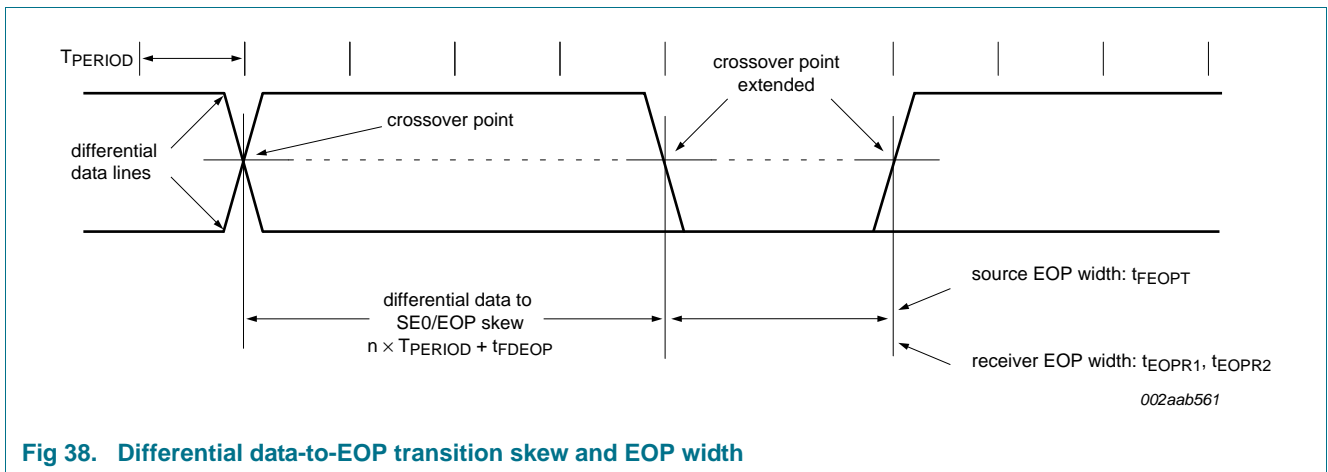 TPERIOD
crossover point
extended
crossover point
differential
data lines
source EOP width: tFEOPT
differential data to
SE0/EOP skew
n × TPERIOD + tFDEOP
receiver EOP width: tEOPR1, tEOPR2
002aab561
Fig 38. Differential data-to-EOP transition skew and EOP width